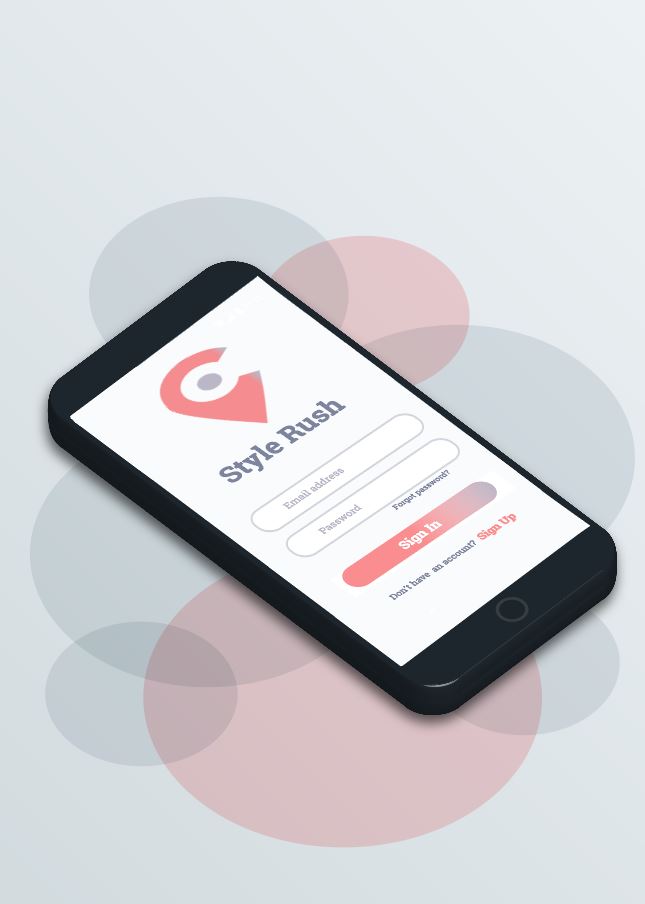 Style Rush
Email address
Password
Forgot password?
Sign In
Don't have an account? Sign Up